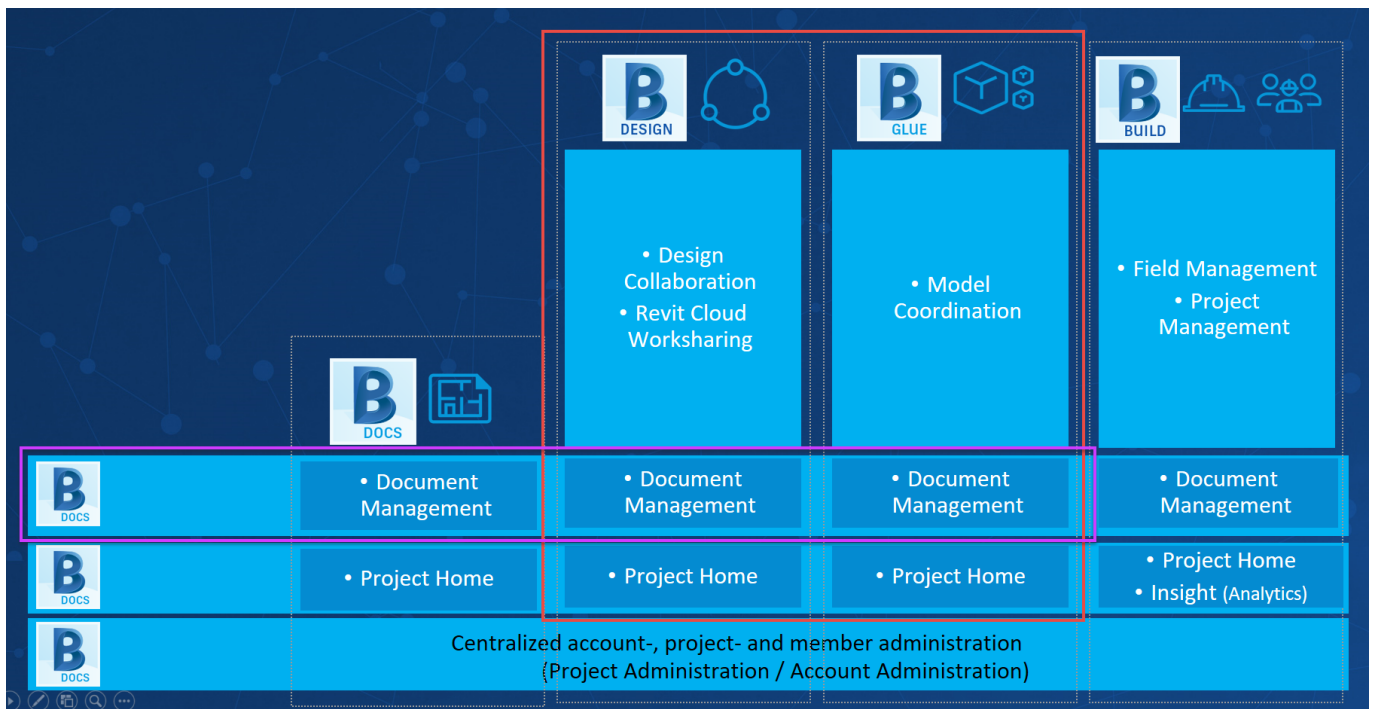 B
DESIGN
B
GLUE
B
BUILD
• Design
Collaboration
• Revit Cloud
Worksharing
• Model
Coordination
• Field Management
• Project
Management
B
DOCS
B
DOCS
• Document
Management
• Document
Management
• Document
Management
• Document
Management
B
DOCS
• Project Home
• Project Home
• Project Home
• Project Home
• Insight (Analytics)
B
DOCS
Centralized account-, project- and member administration
(Project Administration / Account Administration)